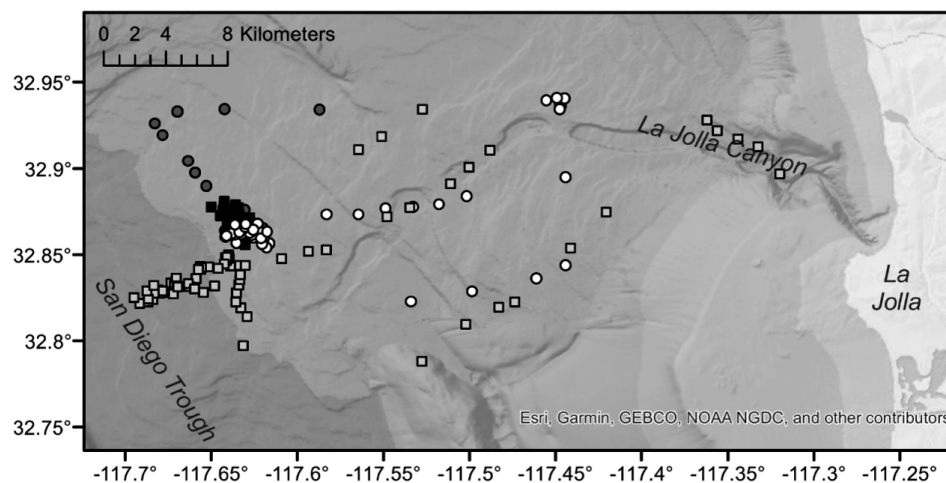 0 2 4 8 Kilometers
32.95°
32.9°
32.85°
32.8°
32.75°
La Jolla Canyon
La
Jolla
San Diego Trough
Esri, Garmin, GEBCO, NOAA NGDC, and other contributors
-117.7 -117.65° -117.6° -117.55° -117.5° -117.45° -117.4° -117.35° -117.3° -117.25°